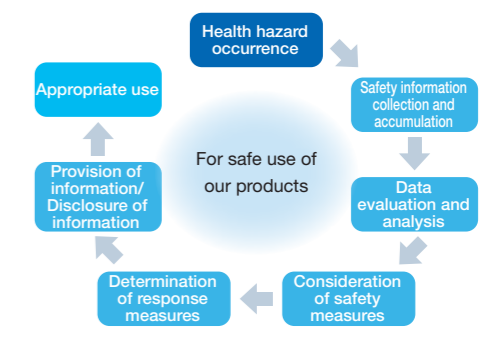 Health hazard
occurrence
Safety information
collection and
accumulation
Data
evaluation and
analysis
Consideration
of safety
measures
Determination
of response
measures
Provision of
information/
Disclosure of
information
Appropriate use
For safe use of
our products